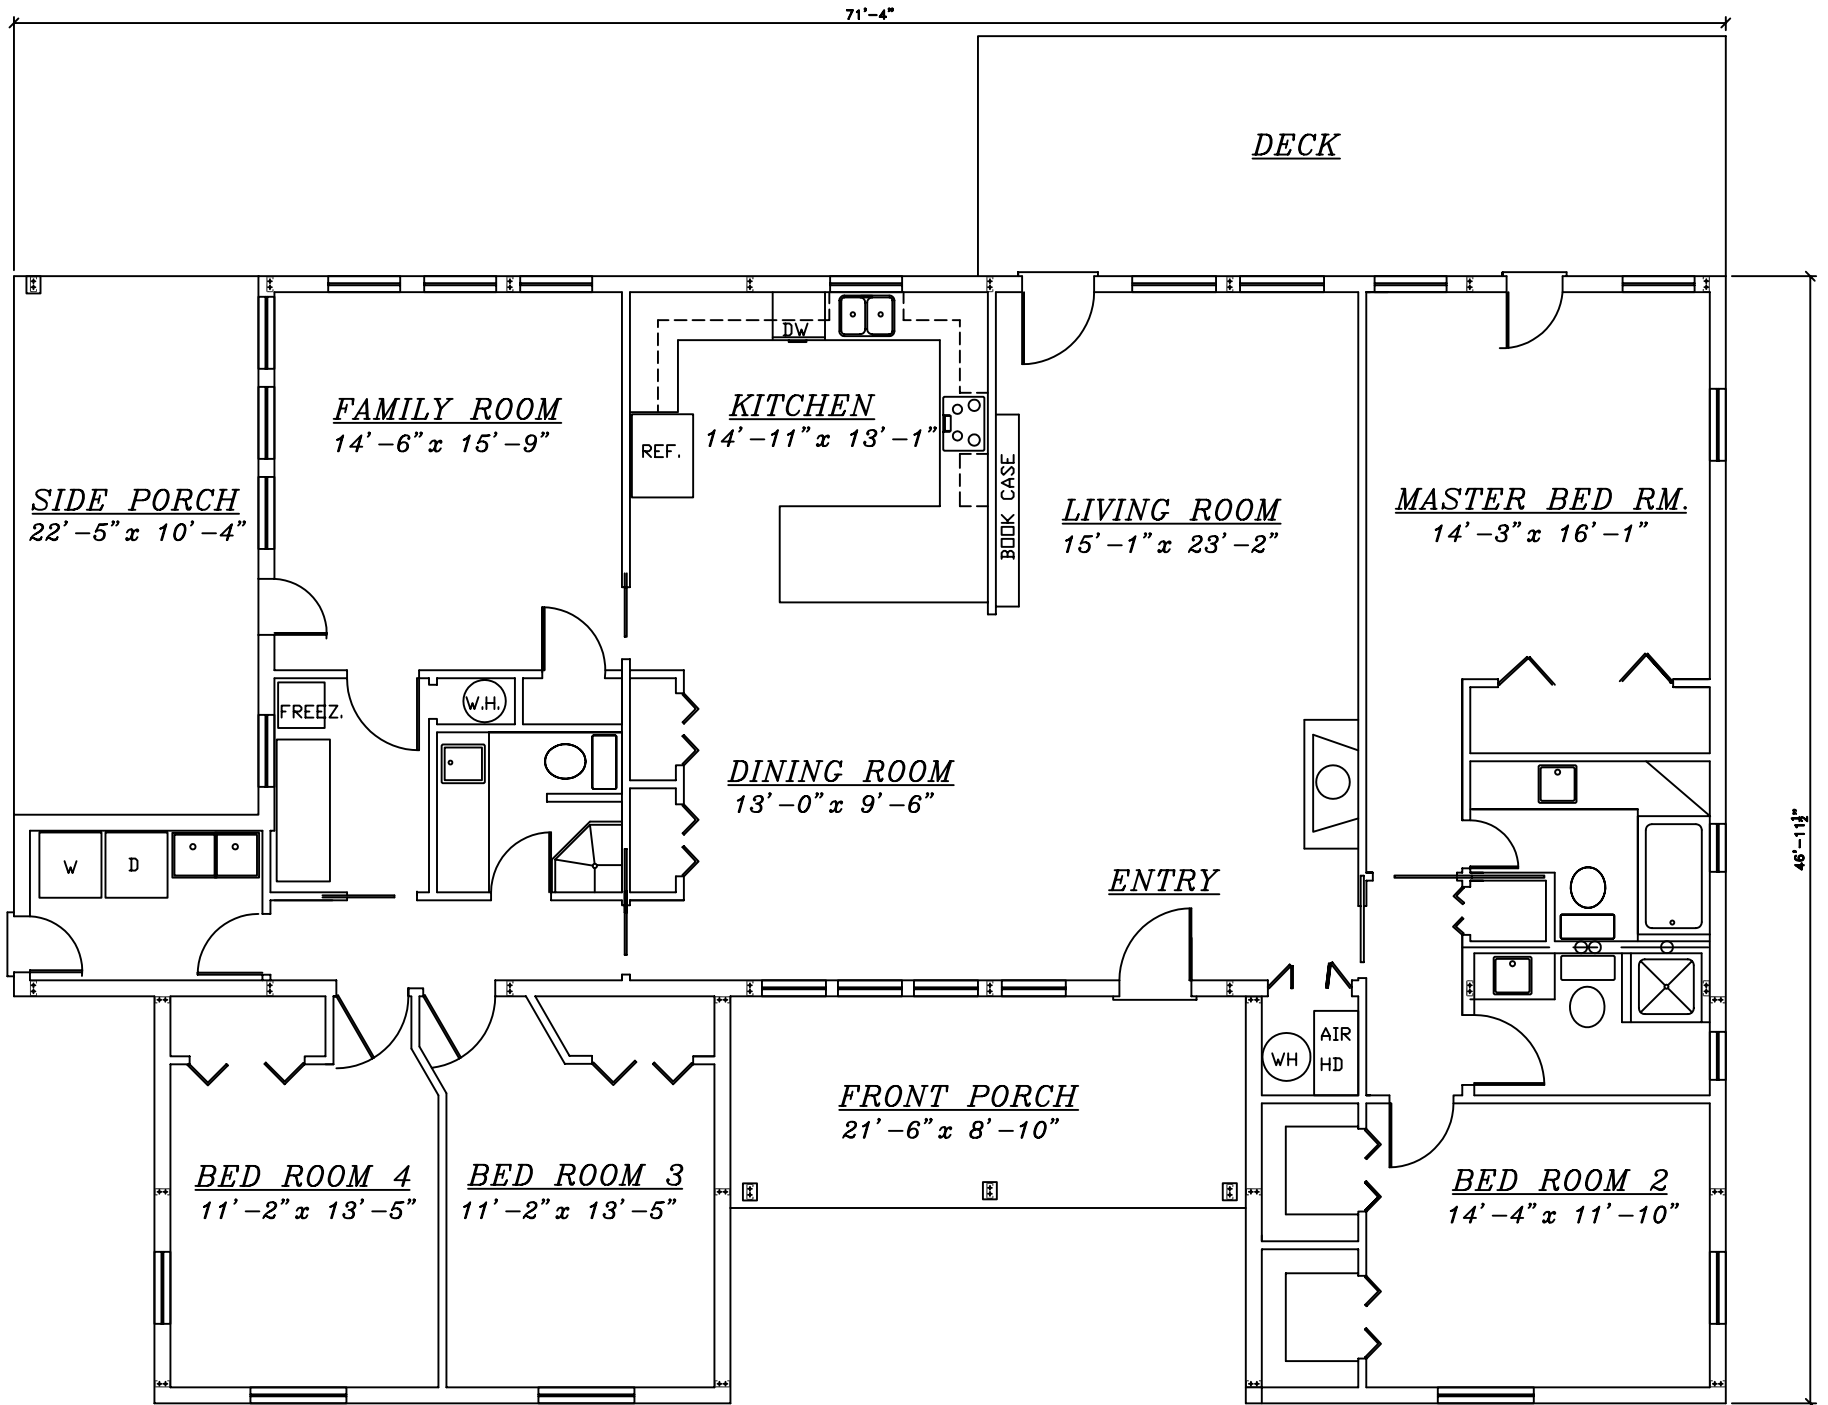 71'-4"
DECK
FAMILY ROOM
14'-6" x 15'-9"
DW
KITCHEN
14'-11" x 13'-1"
REF.
BOOK CASE
SIDE PORCH
22'-5" x 10'-4"
LIVING ROOM
15'-1" x 23'-2"
MASTER BED RM.
14'-3" x 16'-1"
FREEZ.
W.H.
DINING ROOM
13'-0" x 9'-6"
46'-11½"
W
D
ENTRY
WH
AIR
HD
FRONT PORCH
21'-6" x 8'-10"
BED ROOM 4
11'-2" x 13'-5"
BED ROOM 3
11'-2" x 13'-5"
BED ROOM 2
14'-4" x 11'-10"